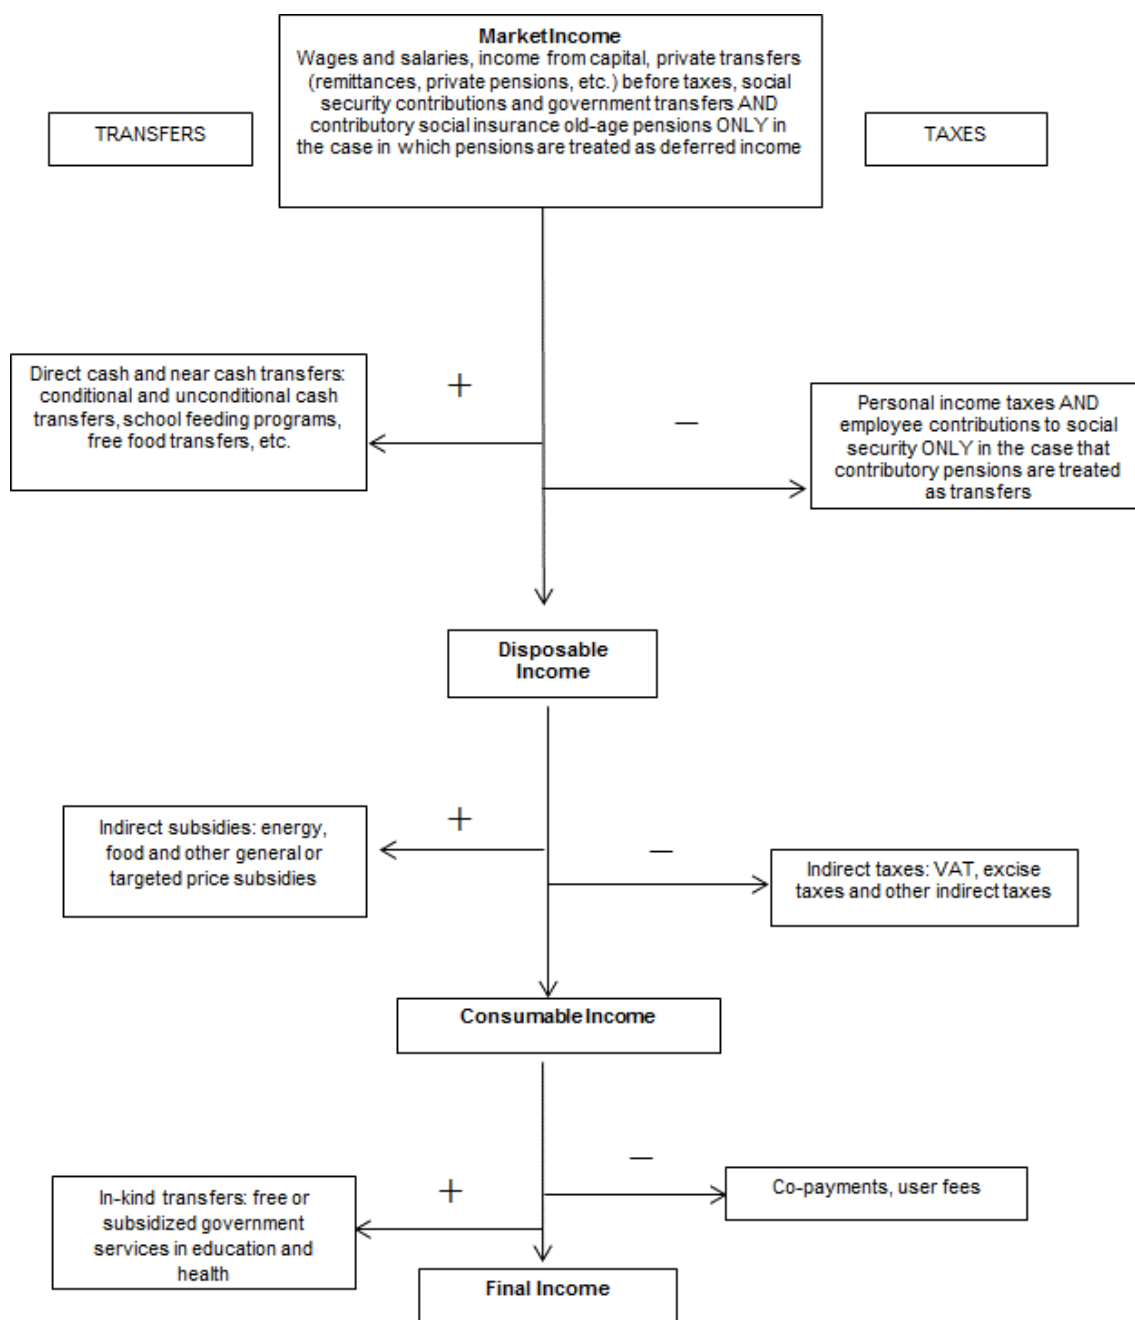 Market Income
Wages and salaries, income from capital, private transfers
(remittances, private pensions, etc.) before taxes, social
security contributions and government transfers AND
contributory social insurance old-age pensions ONLY in
the case in which pensions are treated as deferred income
TRANSFERS
TAXES
Direct cash and near cash transfers:
conditional and unconditional cash
transfers, school feeding programs,
free food transfers, etc.
+
−
Personal income taxes AND
employee contributions to social
security ONLY in the case that
contributory pensions are treated
as transfers
Disposable
Income
Indirect subsidies: energy,
food and other general or
targeted price subsidies
+
−
Indirect taxes: VAT, excise
taxes and other indirect taxes
Consumable Income
In-kind transfers: free or
subsidized government
services in education and
health
+
−
Co-payments, user fees
Final Income